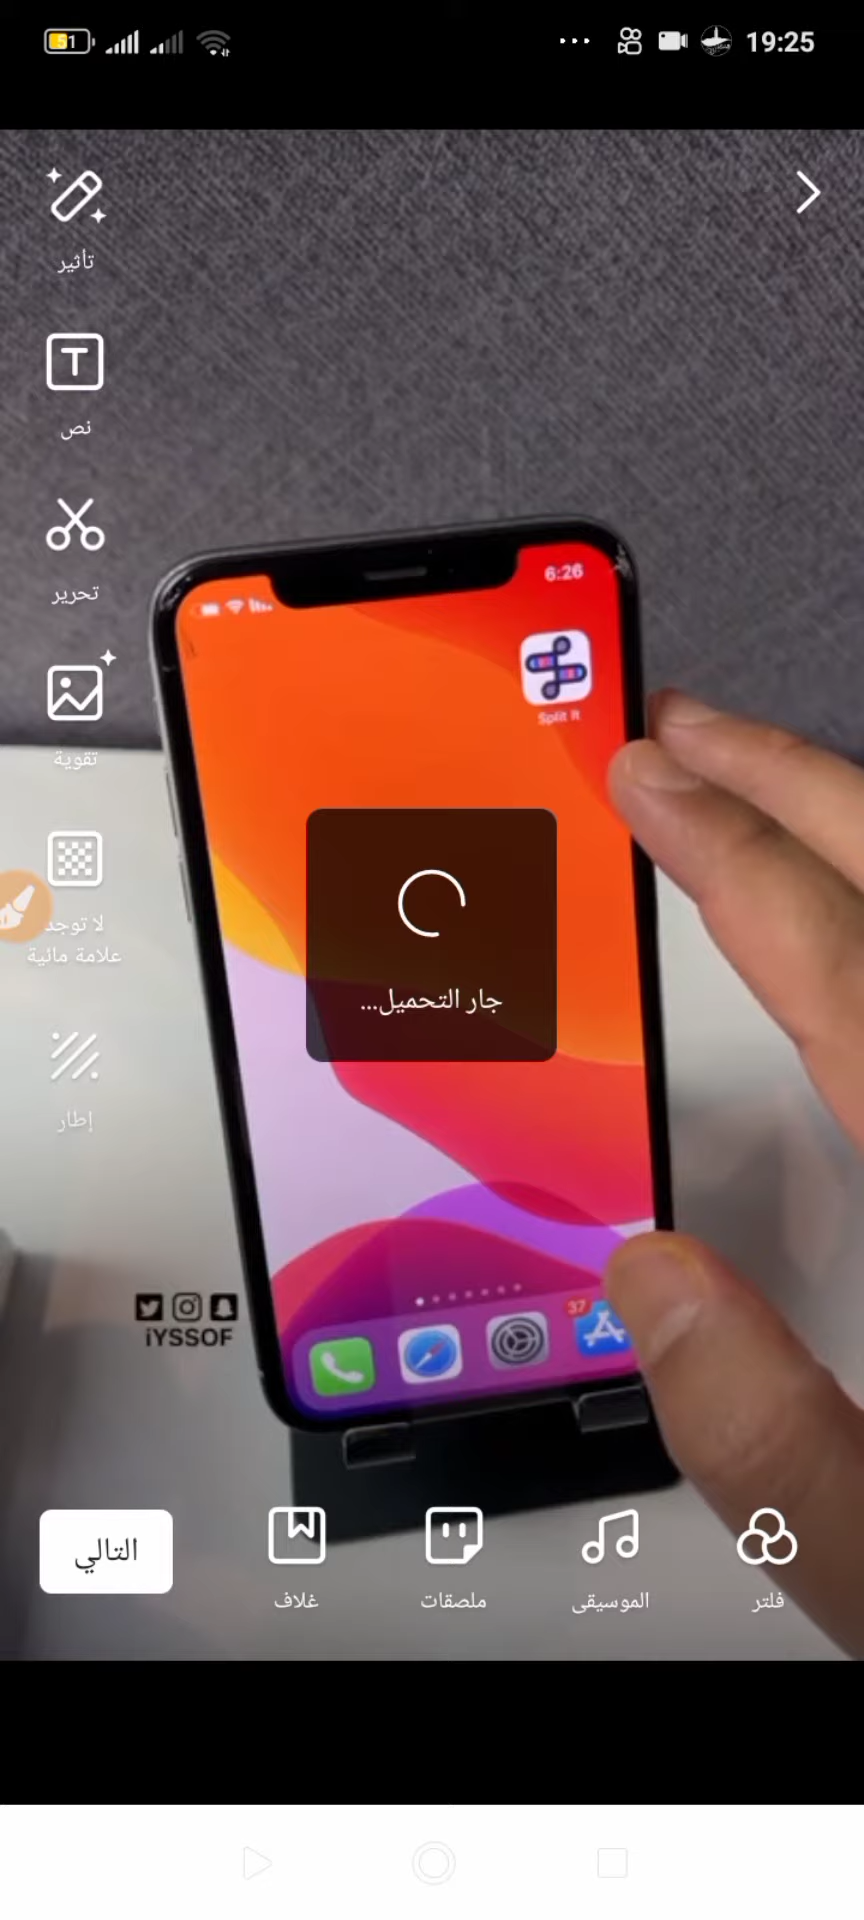 51
19:25
تأثير
نص
تحرير
تقوية
لا توجد
علامة مائية
إطار
6:26
Split It
جار التحميل...
37
iYSSOF
التالي
غلاف
ملصقات
الموسيقى
فلتر